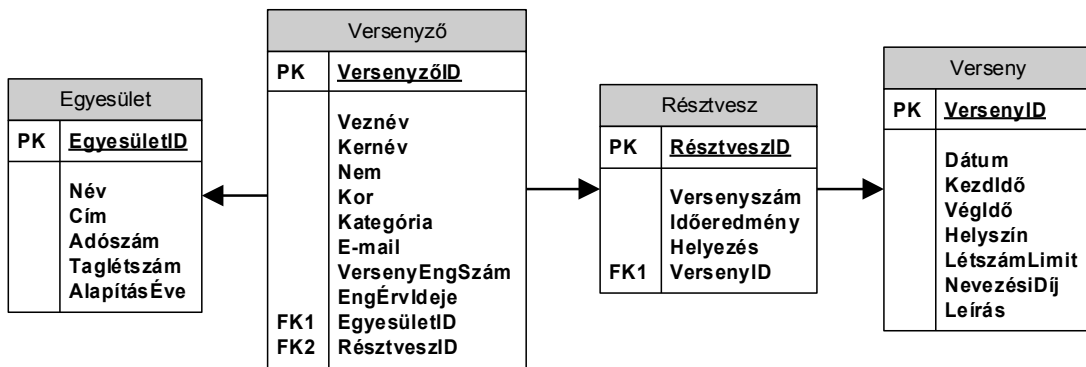 Egyesület
PK EgyesületID
Név
Cím
Adószám
Taglétszám
AlapításÉve
Versenyző
PK VersenyzőID
Veznév
Kernév
Nem
Kor
Kategória
E-mail
VersenyEngSzám
EngÉrvIdeje
FK1 EgyesületID
FK2 RésztveszID
Résztvesz
PK RésztveszID
Versenyszám
Időeredmény
Helyezés
FK1 VersenyID
Verseny
PK VersenyID
Dátum
KezdIdő
VégIdő
Helyszín
LétszámLimit
NevezésiDíj
Leírás